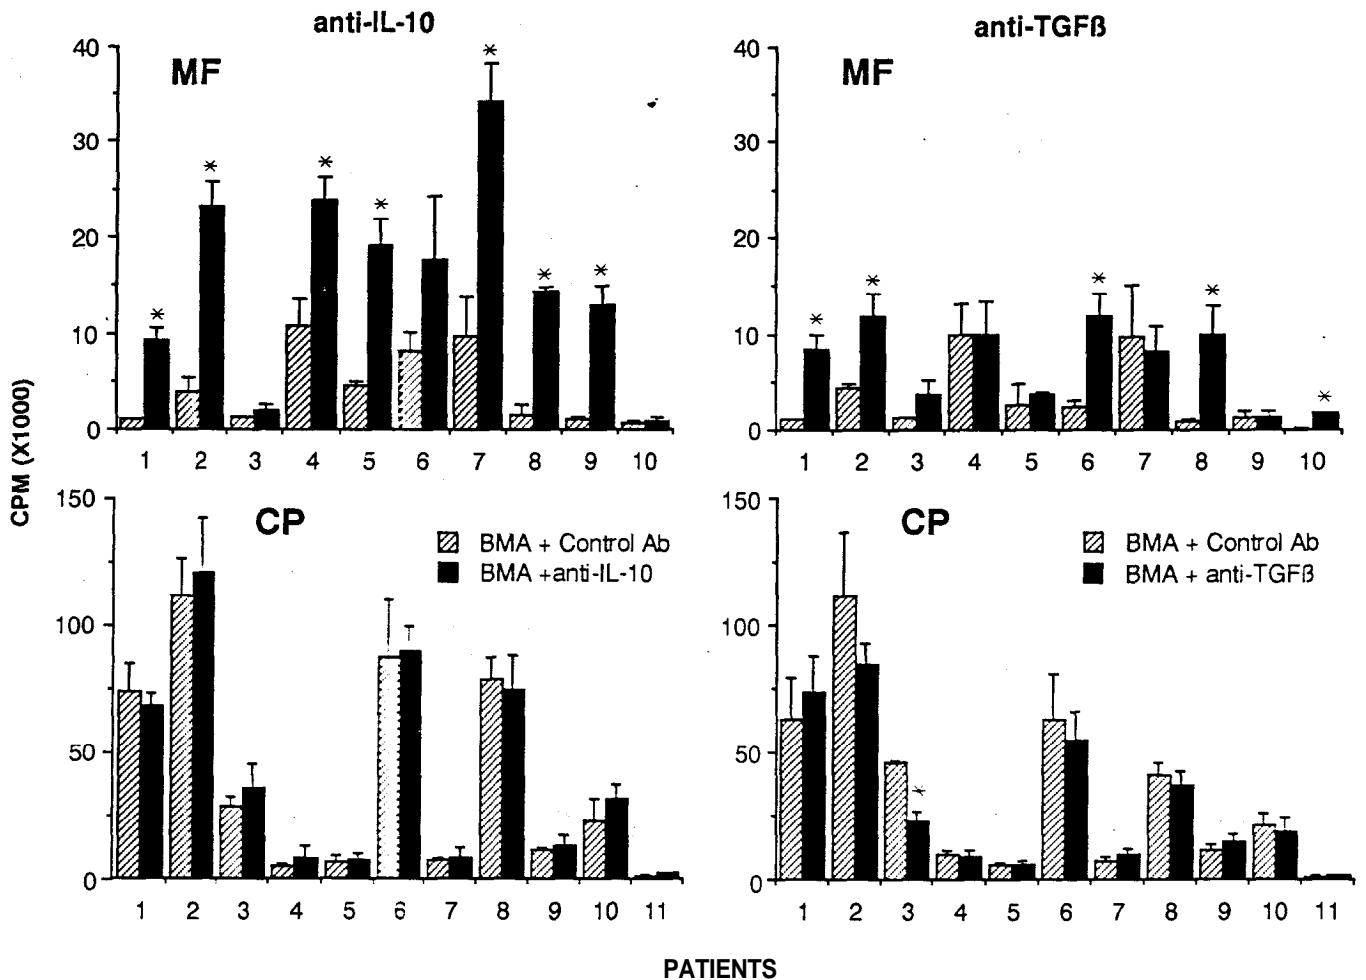 anti-IL-10
anti-TGFß
40
MF
30
20
10
0
* * * * * * *
1 2 3 4 5 6 7 8 9 10
40
MF
30
20
10
0
* * * * *
1 2 3 4 5 6 7 8 9 10
CPM (X1000)
150
CP
100
50
0
BMA + Control Ab
BMA +anti-IL-10
1 2 3 4 5 6 7 8 9 10 11
150
CP
100
50
0
BMA + Control Ab
BMA + anti-TGFß
*
1 2 3 4 5 6 7 8 9 10 11
PATIENTS